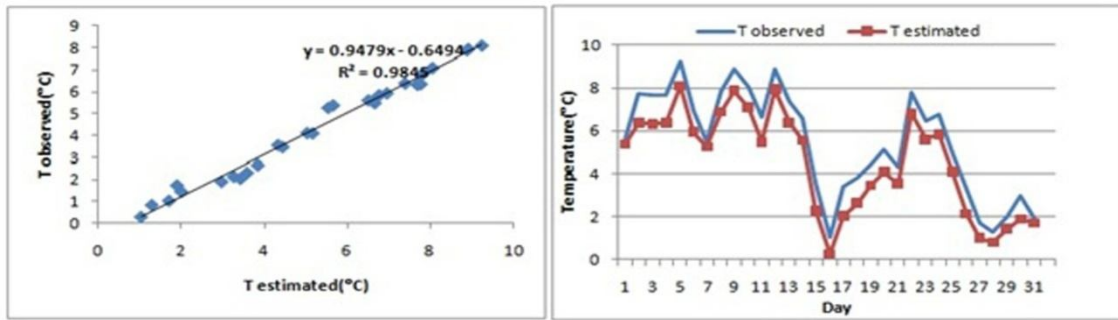 9
8
7
6
5
4
3
2
1
0
y = 0.9479x - 0.6494
R² = 0.9845
T observed(°C)
0 2 4 6 8 10
T estimated(°C)
T observed T estimated
10
8
6
4
2
0
Temperature(°C)
1 3 5 7 9 11 13 15 17 19 21 23 25 27 29 31
Day